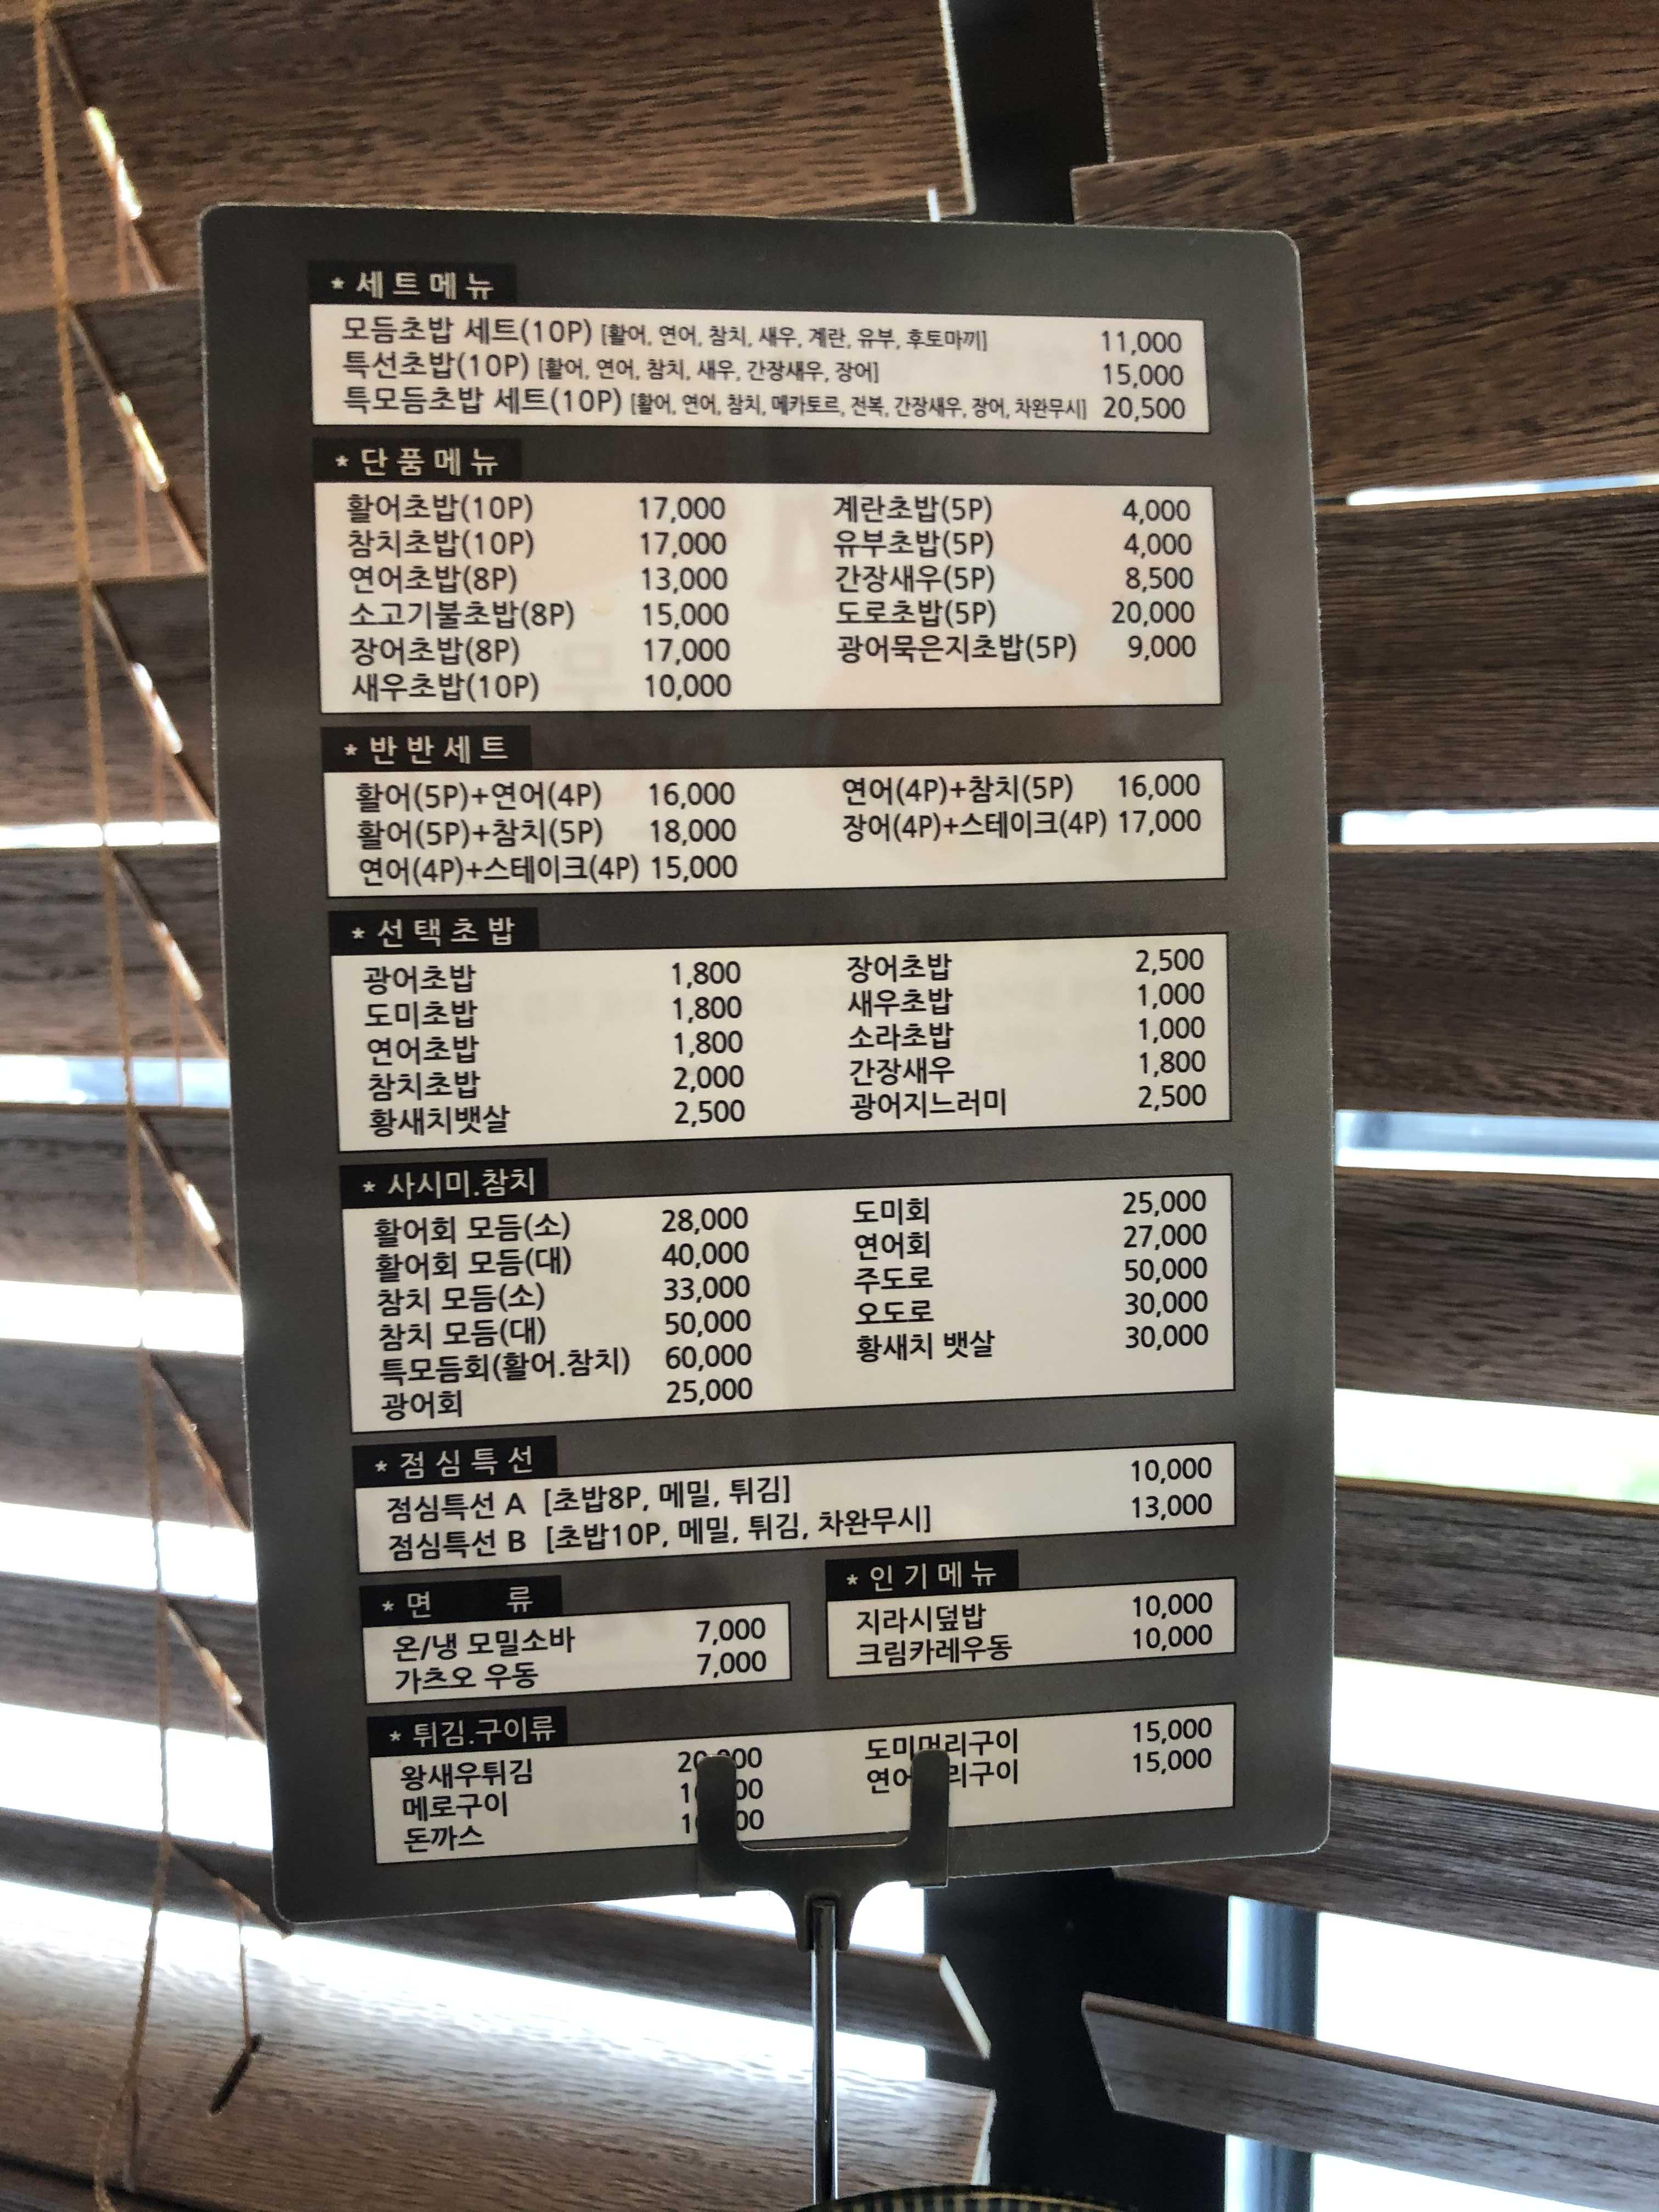 * 세트메뉴
모듬초밥 세트(10P) [활어, 연어, 참치, 새우, 계란, 유부, 후토마끼] 11,000
특선초밥(10P) [활어, 연어, 참치, 새우, 간장새우, 장어] 15,000
특모듬초밥 세트(10P) [활어, 연어, 참치, 메카토르, 전복, 간장새우, 장어, 차완무시] 20,500
* 단품메뉴
활어초밥(10P) 17,000
참치초밥(10P) 17,000
연어초밥(8P) 13,000
소고기불초밥(8P) 15,000
장어초밥(8P) 17,000
새우초밥(10P) 10,000
계란초밥(5P) 4,000
유부초밥(5P) 4,000
간장새우(5P) 8,500
도로초밥(5P) 20,000
광어묵은지초밥(5P) 9,000
* 반반세트
활어(5P)+연어(4P) 16,000
활어(5P)+참치(5P) 18,000
연어(4P)+스테이크(4P) 15,000
연어(4P)+참치(5P) 16,000
장어(4P)+스테이크(4P) 17,000
* 선택초밥
광어초밥 1,800
도미초밥 1,800
연어초밥 1,800
참치초밥 2,000
황새치뱃살 2,500
장어초밥 2,500
새우초밥 1,000
소라초밥 1,000
간장새우 1,800
광어지느러미 2,500
* 사시미.참치
활어회 모듬(소) 28,000
활어회 모듬(대) 40,000
참치 모듬(소) 33,000
참치 모듬(대) 50,000
특모듬회(활어.참치) 60,000
광어회 25,000
도미회 25,000
연어회 27,000
주도로 50,000
오도로 30,000
황새치 뱃살 30,000
* 점심특선
점심특선 A [초밥8P, 메밀, 튀김] 10,000
점심특선 B [초밥10P, 메밀, 튀김, 차완무시] 13,000
* 면 류
온/냉 모밀소바 7,000
가츠오 우동 7,000
* 인기메뉴
지라시덮밥 10,000
크림카레우동 10,000
* 튀김.구이류
왕새우튀김
메로구이
돈까스
도미머리구이 15,000
15,000